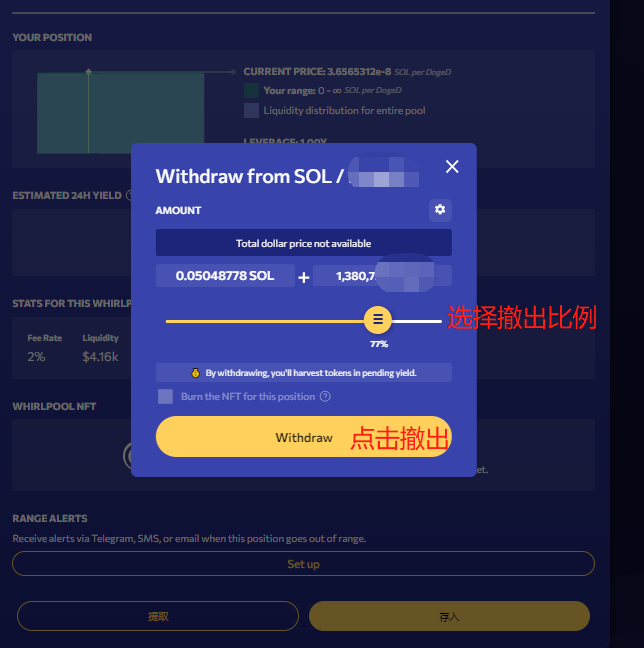 YOUR POSITION
CURRENT PRICE: 3.6565312e-8 SOL per DogeD
Your range: 0 - ∞ SOL per DogeD
Liquidity distribution for entire pool
LEVERAGE: 1.00X
Withdraw from SOL /
ESTIMATED 24H YIELD
AMOUNT
Total dollar price not available
0.05048778 SOL + 1,380,7
STATS FOR THIS WHIRLP
选择撤出比例
Fee Rate Liquidity
77%
2% $4.16k
By withdrawing, you'll harvest tokens in pending yield.
Burn the NFT for this position
WHIRLPOOL NFT
Withdraw 点击撤出
et.
RANGE ALERTS
Receive alerts via Telegram, SMS, or email when this position goes out of range.
Set up
提取 存入